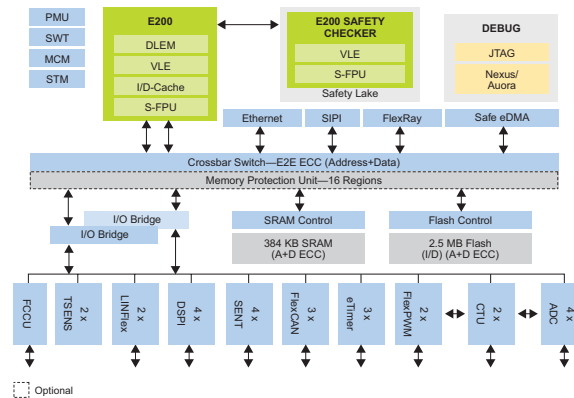 PMU
SWT
MCM
STM
E200
DLEM
VLE
I/D-Cache
S-FPU
E200 SAFETY
CHECKER
VLE
S-FPU
Safety Lake
DEBUG
JTAG
Nexus/
Auora
Ethernet
SIPI
FlexRay
Safe eDMA
Crossbar Switch—E2E ECC (Address+Data)
Memory Protection Unit—16 Regions
I/O Bridge
I/O Bridge
SRAM Control
Flash Control
384 KB SRAM
(A+D ECC)
2.5 MB Flash
(I/D) (A+D ECC)
FCCU
2 x
TSENS
2 x
LINFlex
4 x
DSPI
4 x
SENT
3 x
FlexCAN
3 x
eTimer
2 x
FlexPWM
2 x
CTU
4 x
ADC
Optional